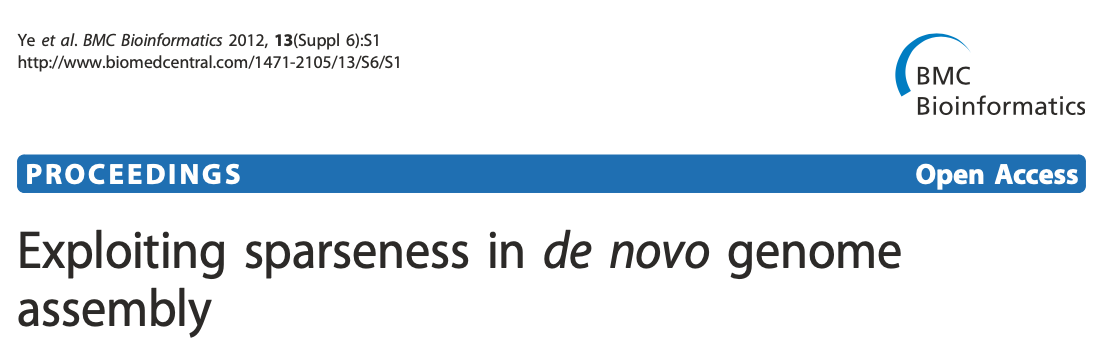 Ye et al. BMC Bioinformatics 2012, 13(Suppl 6):S1
http://www.biomedcentral.com/1471-2105/13/S6/S1
BMC
Bioinformatics
PROCEEDINGS
Open Access
Exploiting sparseness in de novo genome
assembly